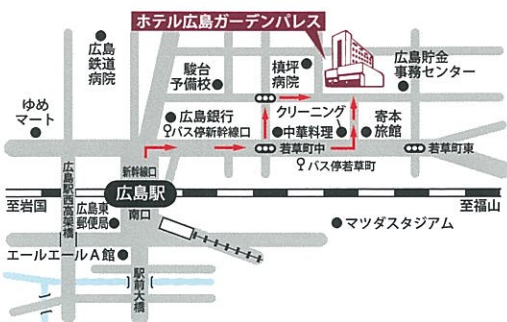 ホテル広島ガーデンパレス
広島
鉄道
病院
駿台
予備校
槙坪
病院
広島貯金
事務センター
ゆめ
マート
広島銀行
バス停新幹線口
クリーニング
中華料理
寄本
旅館
若草町中
若草町東
バス停若草町
新幹線口
広島駅
南口
至岩国
至福山
広島駅西高架橋
広島東
郵便局
マツダスタジアム
エールエールA館
駅前大橋